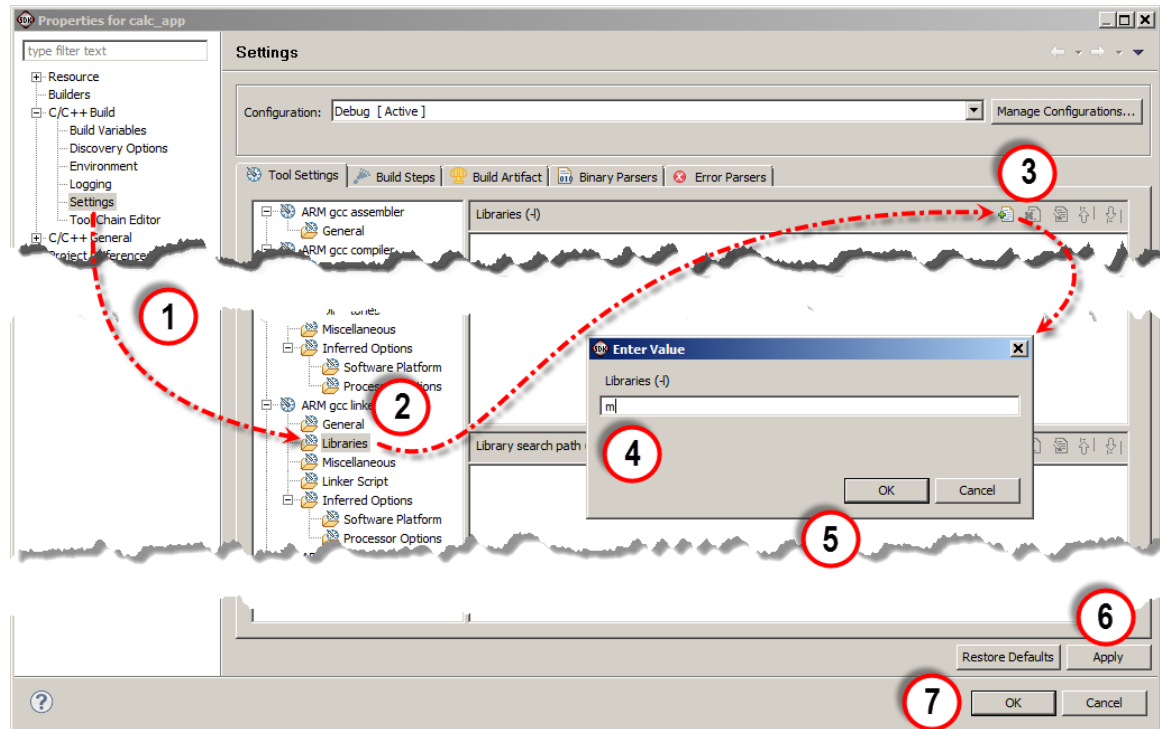 SDK Properties for calc_app
type filter text
Settings
Resource
Builders
C/C++ Build
Build Variables
Discovery Options
Environment
Logging
Settings
Tool Chain Editor
C/C++ General
Configuration: Debug [ Active ]
Manage Configurations...
Tool Settings
Build Steps
Build Artifact
010 Binary Parsers
Error Parsers
3
ARM gcc assembler
General
ARM gcc compiler
Libraries (-l)
1
Miscellaneous
Inferred Options
Software Platform
2
ARM gcc linke
General
Libraries
Miscellaneous
Linker Script
Inferred Options
Software Platform
Processor Options
SDK Enter Value
Libraries (-l)
m
4
OK
Cancel
5
Library search path
6
Restore Defaults
Apply
?
7
OK
Cancel